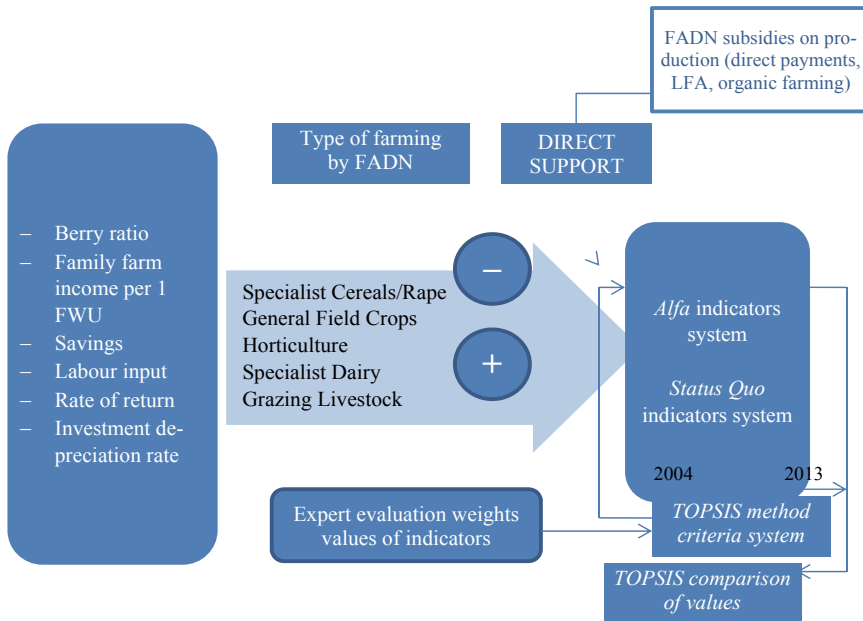 FADN subsidies on pro-
duction (direct payments,
LFA, organic farming)
Type of farming
by FADN
DIRECT
SUPPORT
– Berry ratio
– Family farm
income per 1
FWU
– Savings
– Labour input
– Rate of return
– Investment de-
preciation rate
Specialist Cereals/Rape
General Field Crops
Horticulture
Specialist Dairy
Grazing Livestock
–
+
Alfa indicators
system
Status Quo
indicators system
2004 2013
Expert evaluation weights
values of indicators
TOPSIS method
criteria system
TOPSIS comparison
of values